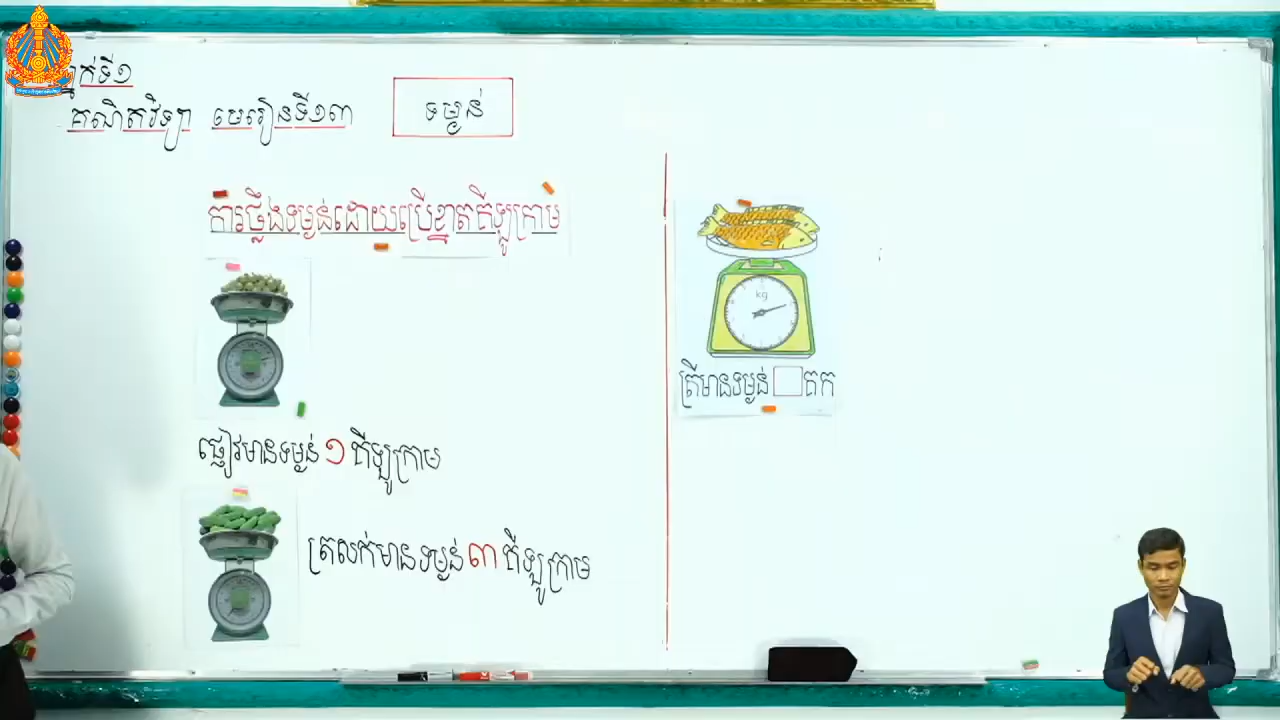 ថ្នាក់ទី១
គណិតវិទ្យា មេរៀនទី១៣
ទម្ងន់
ការថ្លឹងទម្ងន់ដោយប្រើខ្នាតគីឡូក្រាម
ផ្លៀវមានទម្ងន់ ១ គីឡូក្រាម
ត្រសក់មានទម្ងន់ ៣ គីឡូក្រាម
kg
ត្រីមានទម្ងន់ គក